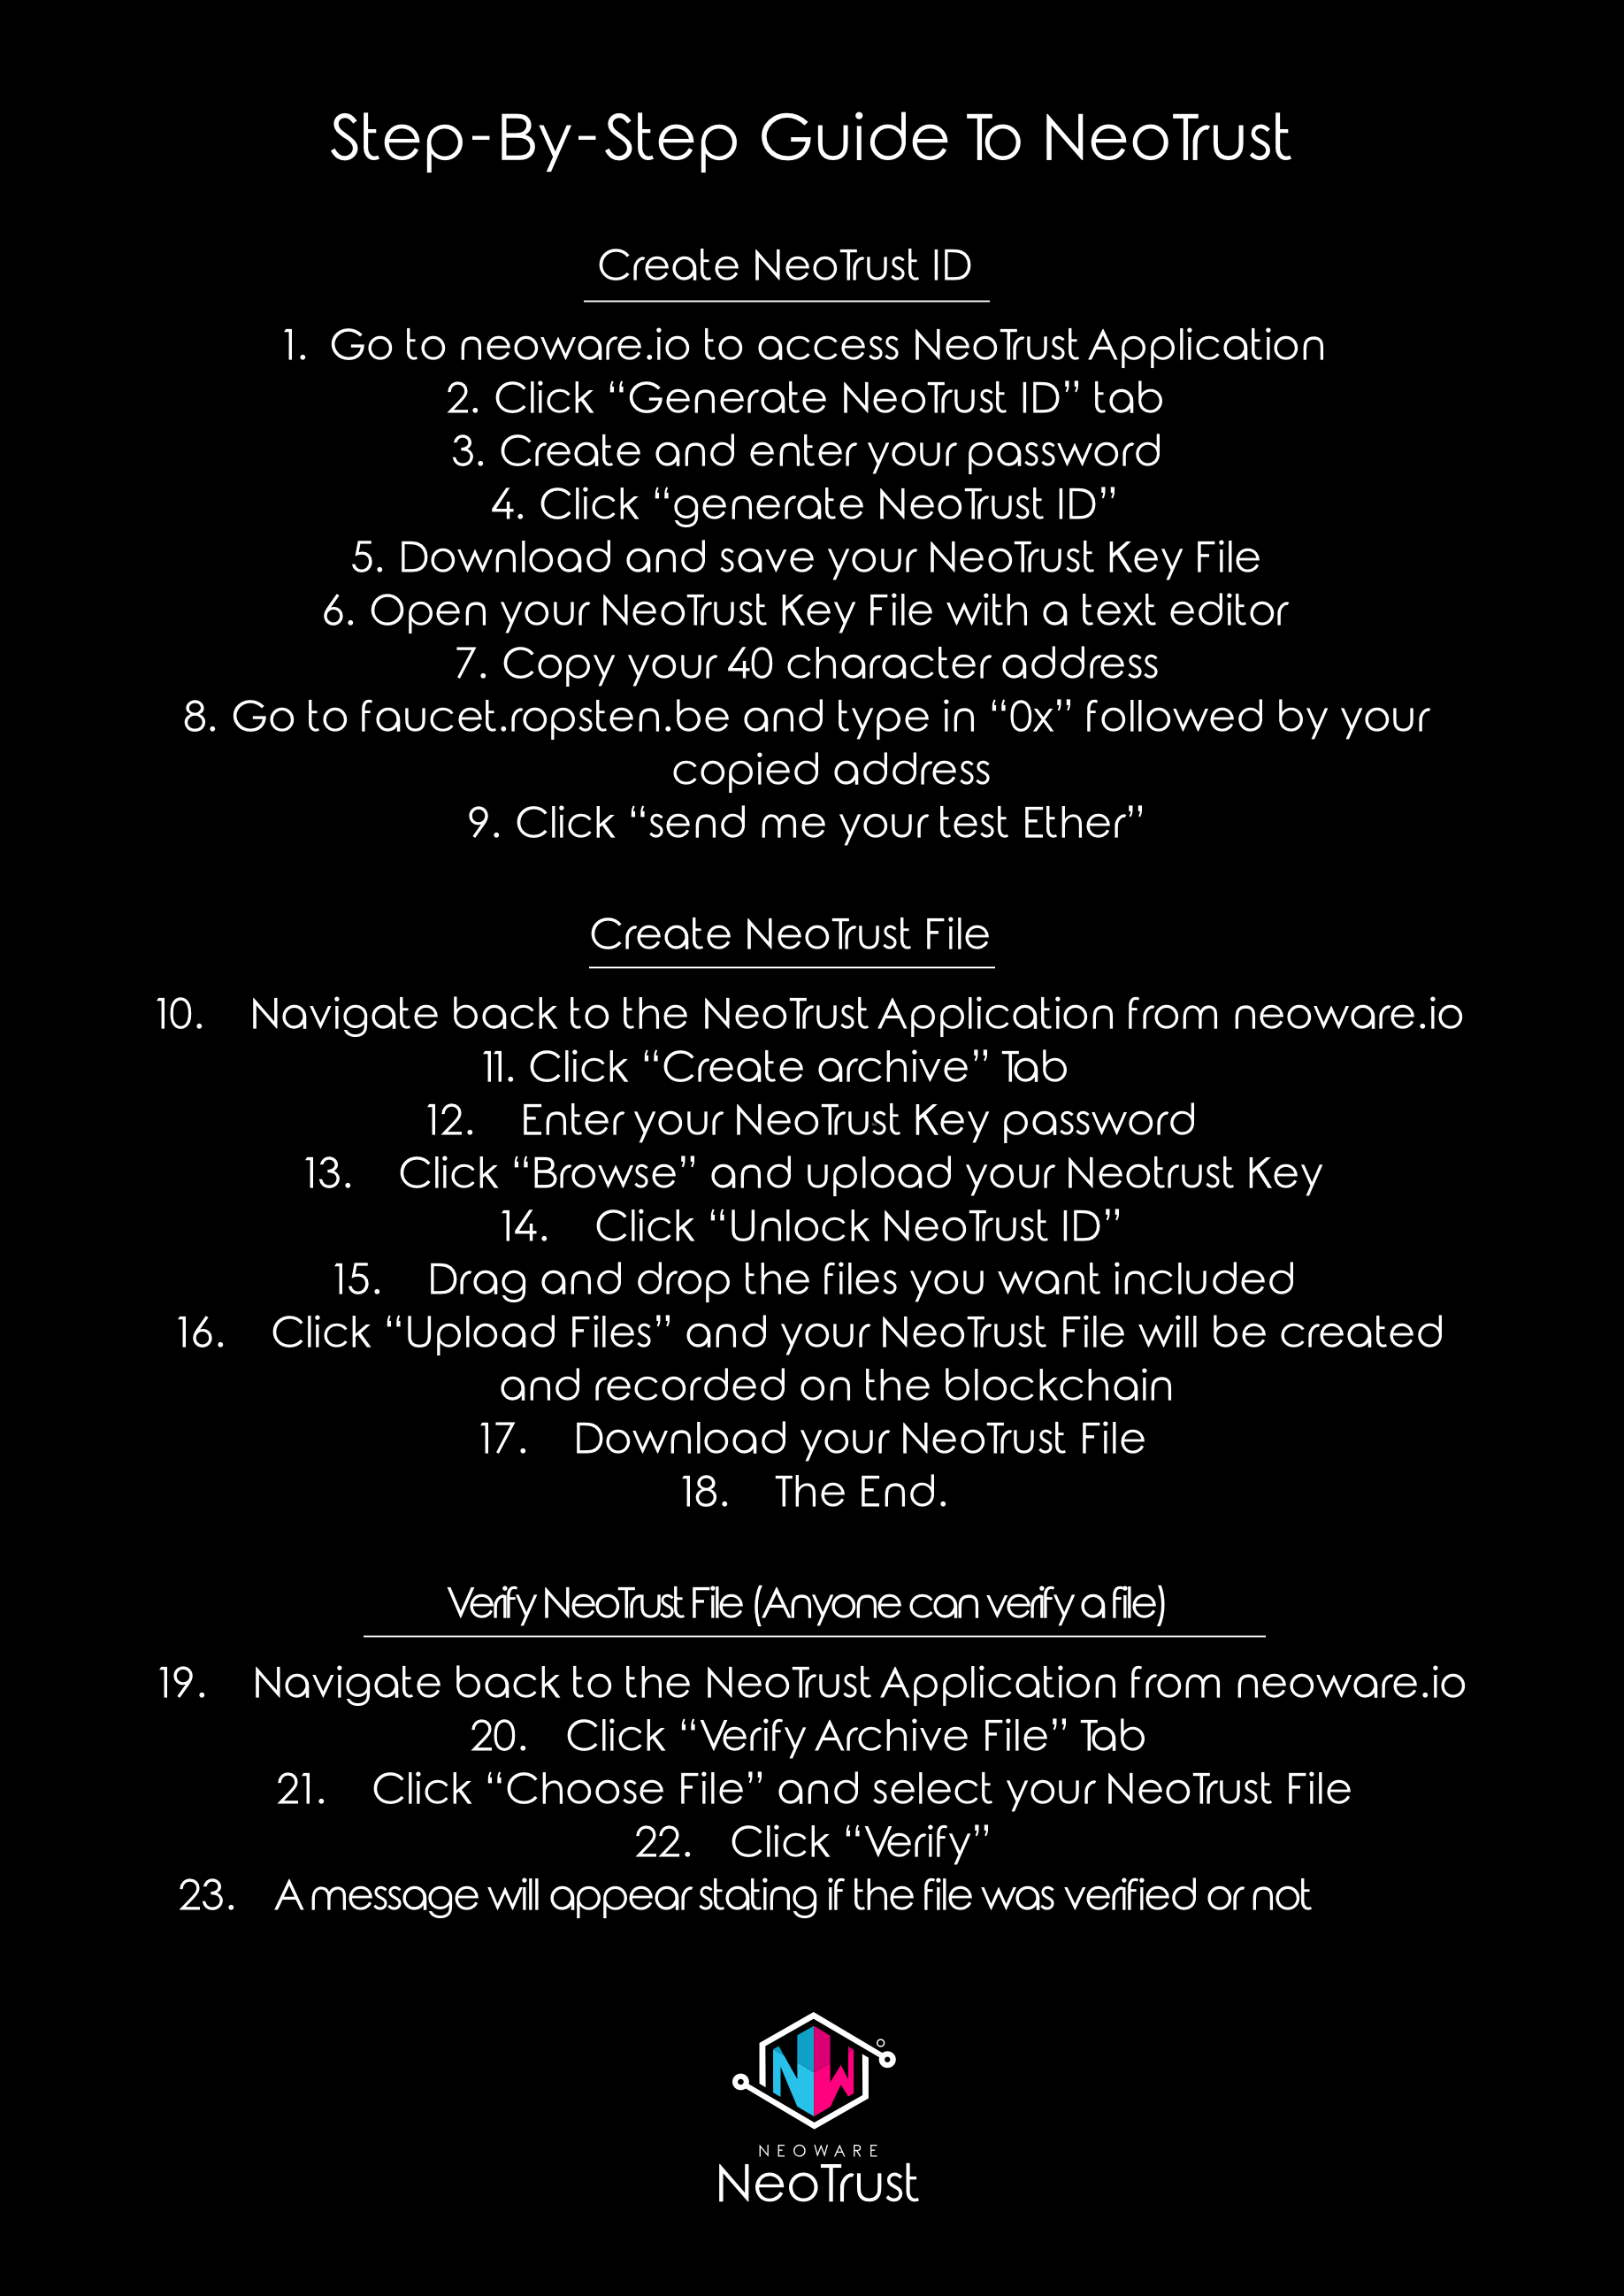 Step-By-Step Guide To NeoTrust
Create NeoTrust ID
1. Go to neoware.io to access NeoTrust Application
2. Click “Generate NeoTrust ID” tab
3. Create and enter your password
4. Click “generate NeoTrust ID”
5. Download and save your NeoTrust Key File
6. Open your NeoTrust Key File with a text editor
7. Copy your 40 character address
8. Go to faucet.ropsten.be and type in “0x” followed by your
copied address
9. Click “send me your test Ether”
Create NeoTrust File
10. Navigate back to the NeoTrust Application from neoware.io
11. Click “Create archive” Tab
12. Enter your NeoTrust Key password
13. Click “Browse” and upload your Neotrust Key
14. Click “Unlock NeoTrust ID”
15. Drag and drop the files you want included
16. Click “Upload Files” and your NeoTrust File will be created
and recorded on the blockchain
17. Download your NeoTrust File
18. The End.
Verify NeoTrust File (Anyone can verify a file)
19. Navigate back to the NeoTrust Application from neoware.io
20. Click “Verify Archive File” Tab
21. Click “Choose File” and select your NeoTrust File
22. Click “Verify”
23. A message will appear stating if the file was verified or not
NW
NEOWARE
NeoTrust